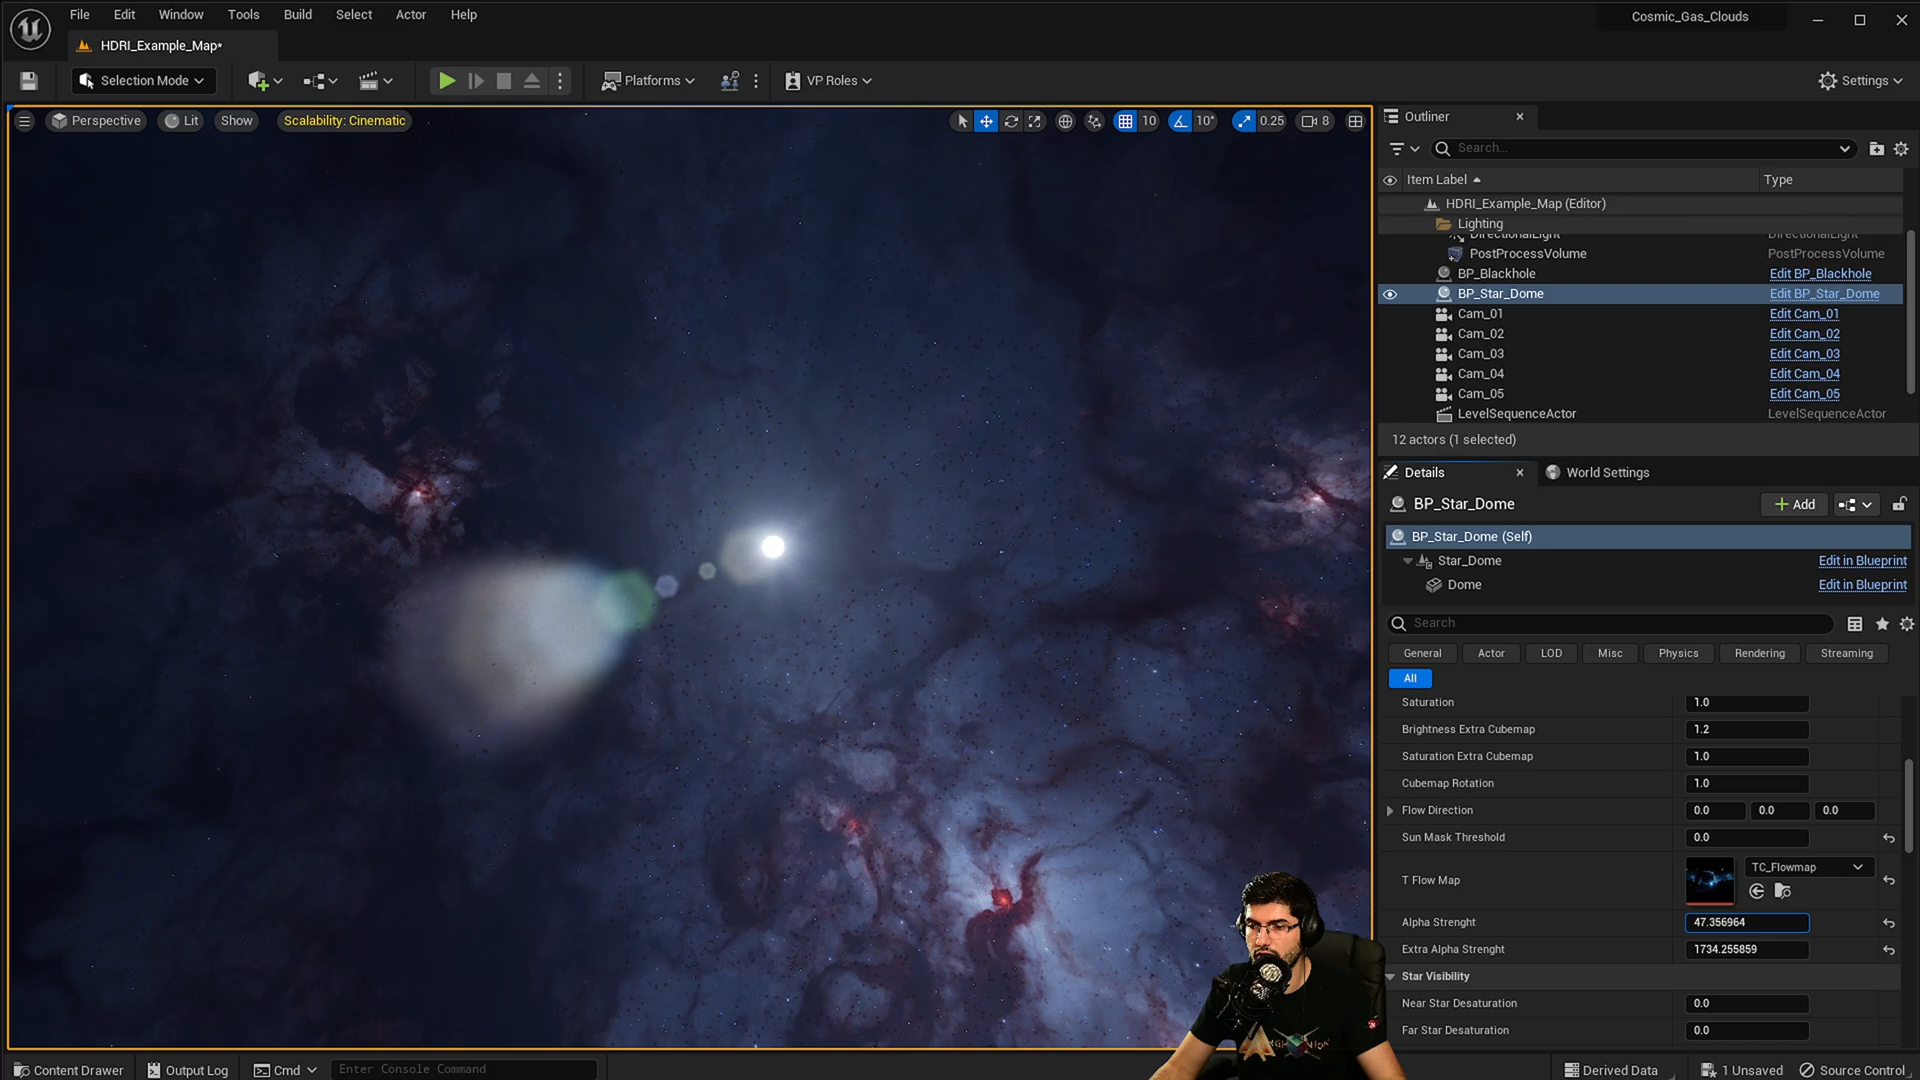 File Edit Window Tools Build Select Actor Help
Cosmic_Gas_Clouds
HDRI_Example_Map*
Selection Mode
Platforms
VP Roles
Settings
Perspective Lit Show Scalability: Cinematic
10 10° 0.25 8
Outliner
Search...
Item Label Type
HDRI_Example_Map (Editor)
Lighting
DirectionalLight DirectionalLight
PostProcessVolume PostProcessVolume
BP_Blackhole Edit BP_Blackhole
BP_Star_Dome Edit BP_Star_Dome
Cam_01 Edit Cam_01
Cam_02 Edit Cam_02
Cam_03 Edit Cam_03
Cam_04 Edit Cam_04
Cam_05 Edit Cam_05
LevelSequenceActor LevelSequenceActor
12 actors (1 selected)
Details World Settings
BP_Star_Dome Add
BP_Star_Dome (Self)
Star_Dome Edit in Blueprint
Dome Edit in Blueprint
Search
General Actor LOD Misc Physics Rendering Streaming
All
Saturation 1.0
Brightness Extra Cubemap 1.2
Saturation Extra Cubemap 1.0
Cubemap Rotation 1.0
Flow Direction 0.0 0.0 0.0
Sun Mask Threshold 0.0
T Flow Map TC_Flowmap
Alpha Strenght 47.356964
Extra Alpha Strenght 1734.255859
Star Visibility
Near Star Desaturation 0.0
Far Star Desaturation 0.0
Content Drawer Output Log Cmd Enter Console Command Derived Data 1 Unsaved Source Control